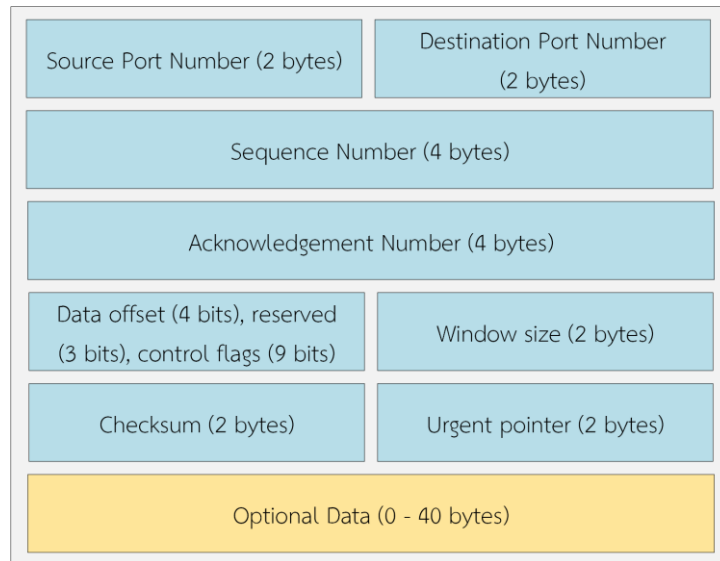 Source Port Number (2 bytes)
Destination Port Number
(2 bytes)
Sequence Number (4 bytes)
Acknowledgement Number (4 bytes)
Data offset (4 bits), reserved
(3 bits), control flags (9 bits)
Window size (2 bytes)
Checksum (2 bytes)
Urgent pointer (2 bytes)
Optional Data (0 - 40 bytes)